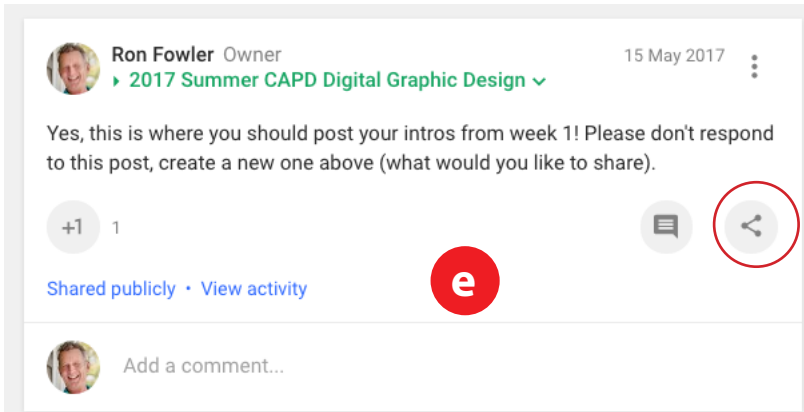 Ron Fowler Owner 15 May 2017
2017 Summer CAPD Digital Graphic Design
Yes, this is where you should post your intros from week 1! Please don't respond
to this post, create a new one above (what would you like to share).
+1 1
e
Shared publicly • View activity
Add a comment...